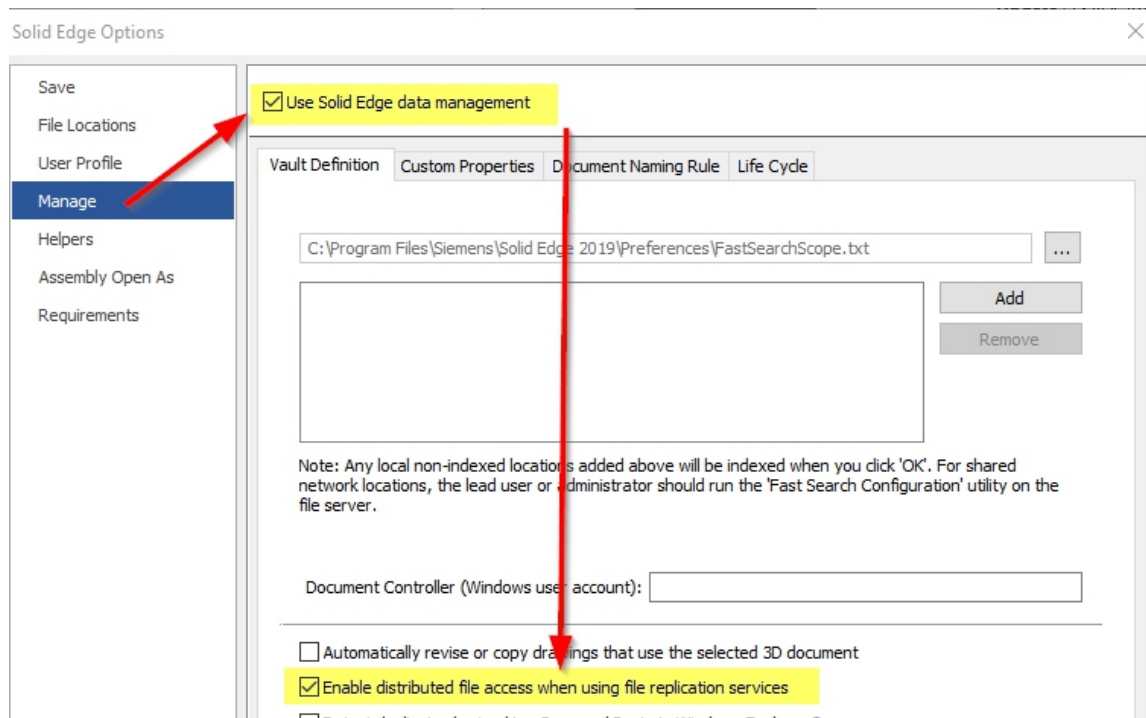 Solid Edge Options
Save
File Locations
User Profile
Manage
Helpers
Assembly Open As
Requirements
Use Solid Edge data management
Vault Definition Custom Properties Document Naming Rule Life Cycle
C:\Program Files\Siemens\Solid Edge 2019\Preferences\FastSearchScope.txt ...
Add
Remove
Note: Any local non-indexed locations added above will be indexed when you click 'OK'. For shared
network locations, the lead user or administrator should run the 'Fast Search Configuration' utility on the
file server.
Document Controller (Windows user account):
Automatically revise or copy drawings that use the selected 3D document
Enable distributed file access when using file replication services